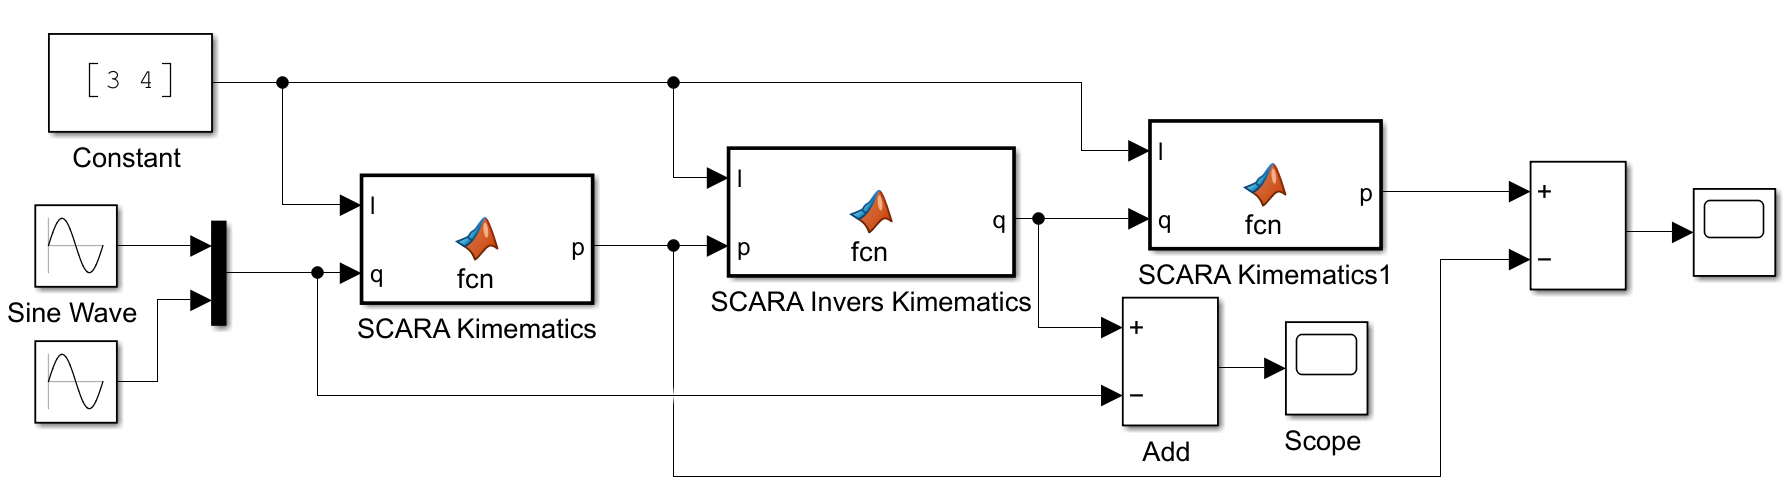 [3 4]
Constant
Sine Wave
l
q
fcn
p
SCARA Kimematics
l
p
fcn
q
SCARA Invers Kimematics
l
q
fcn
p
SCARA Kimematics1
+
−
Add
Scope
+
−